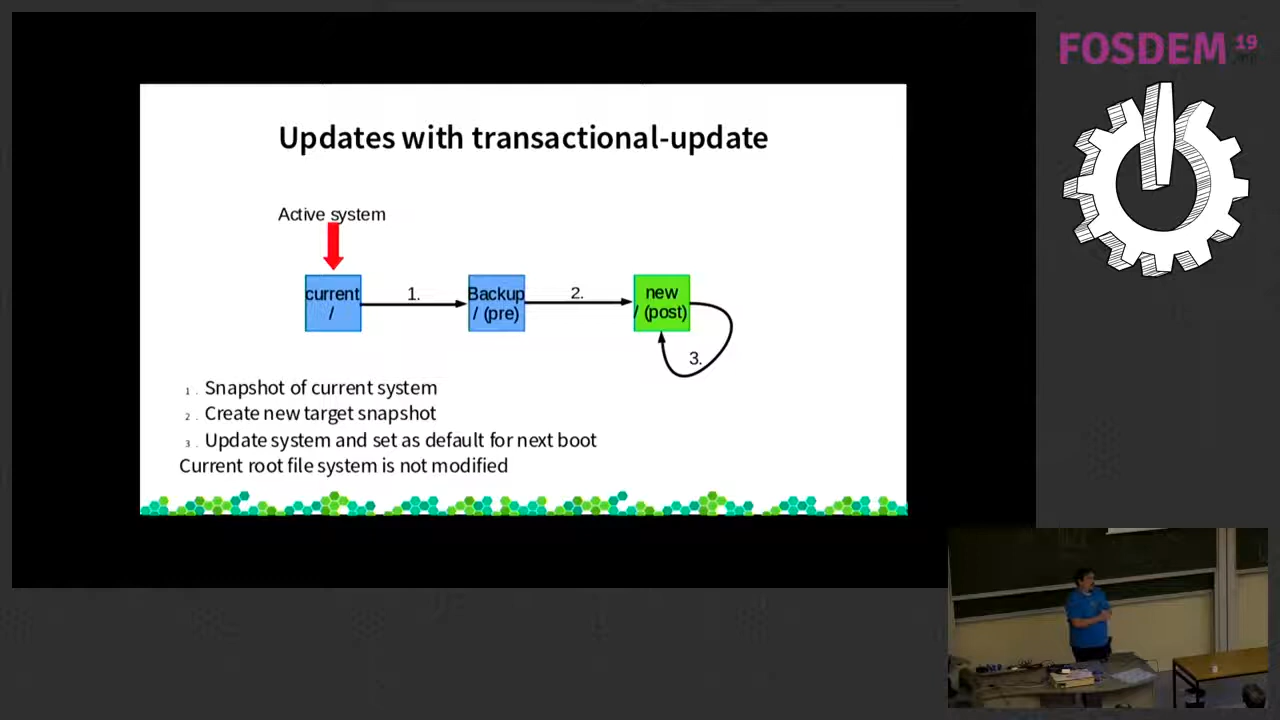 FOSDEM 19
Updates with transactional-update
Active system
current
/
1.
Backup
/ (pre)
2.
new
/ (post)
3.
1. Snapshot of current system
2. Create new target snapshot
3. Update system and set as default for next boot
Current root file system is not modified